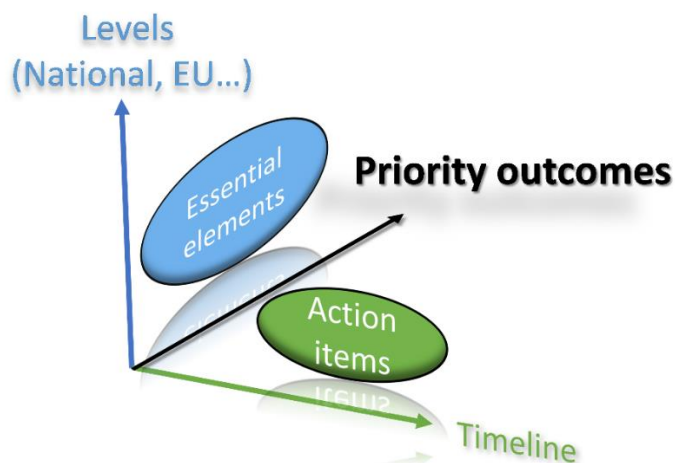 Levels
(National, EU...)
Essential
elements
Priority outcomes
Action
items
Timeline